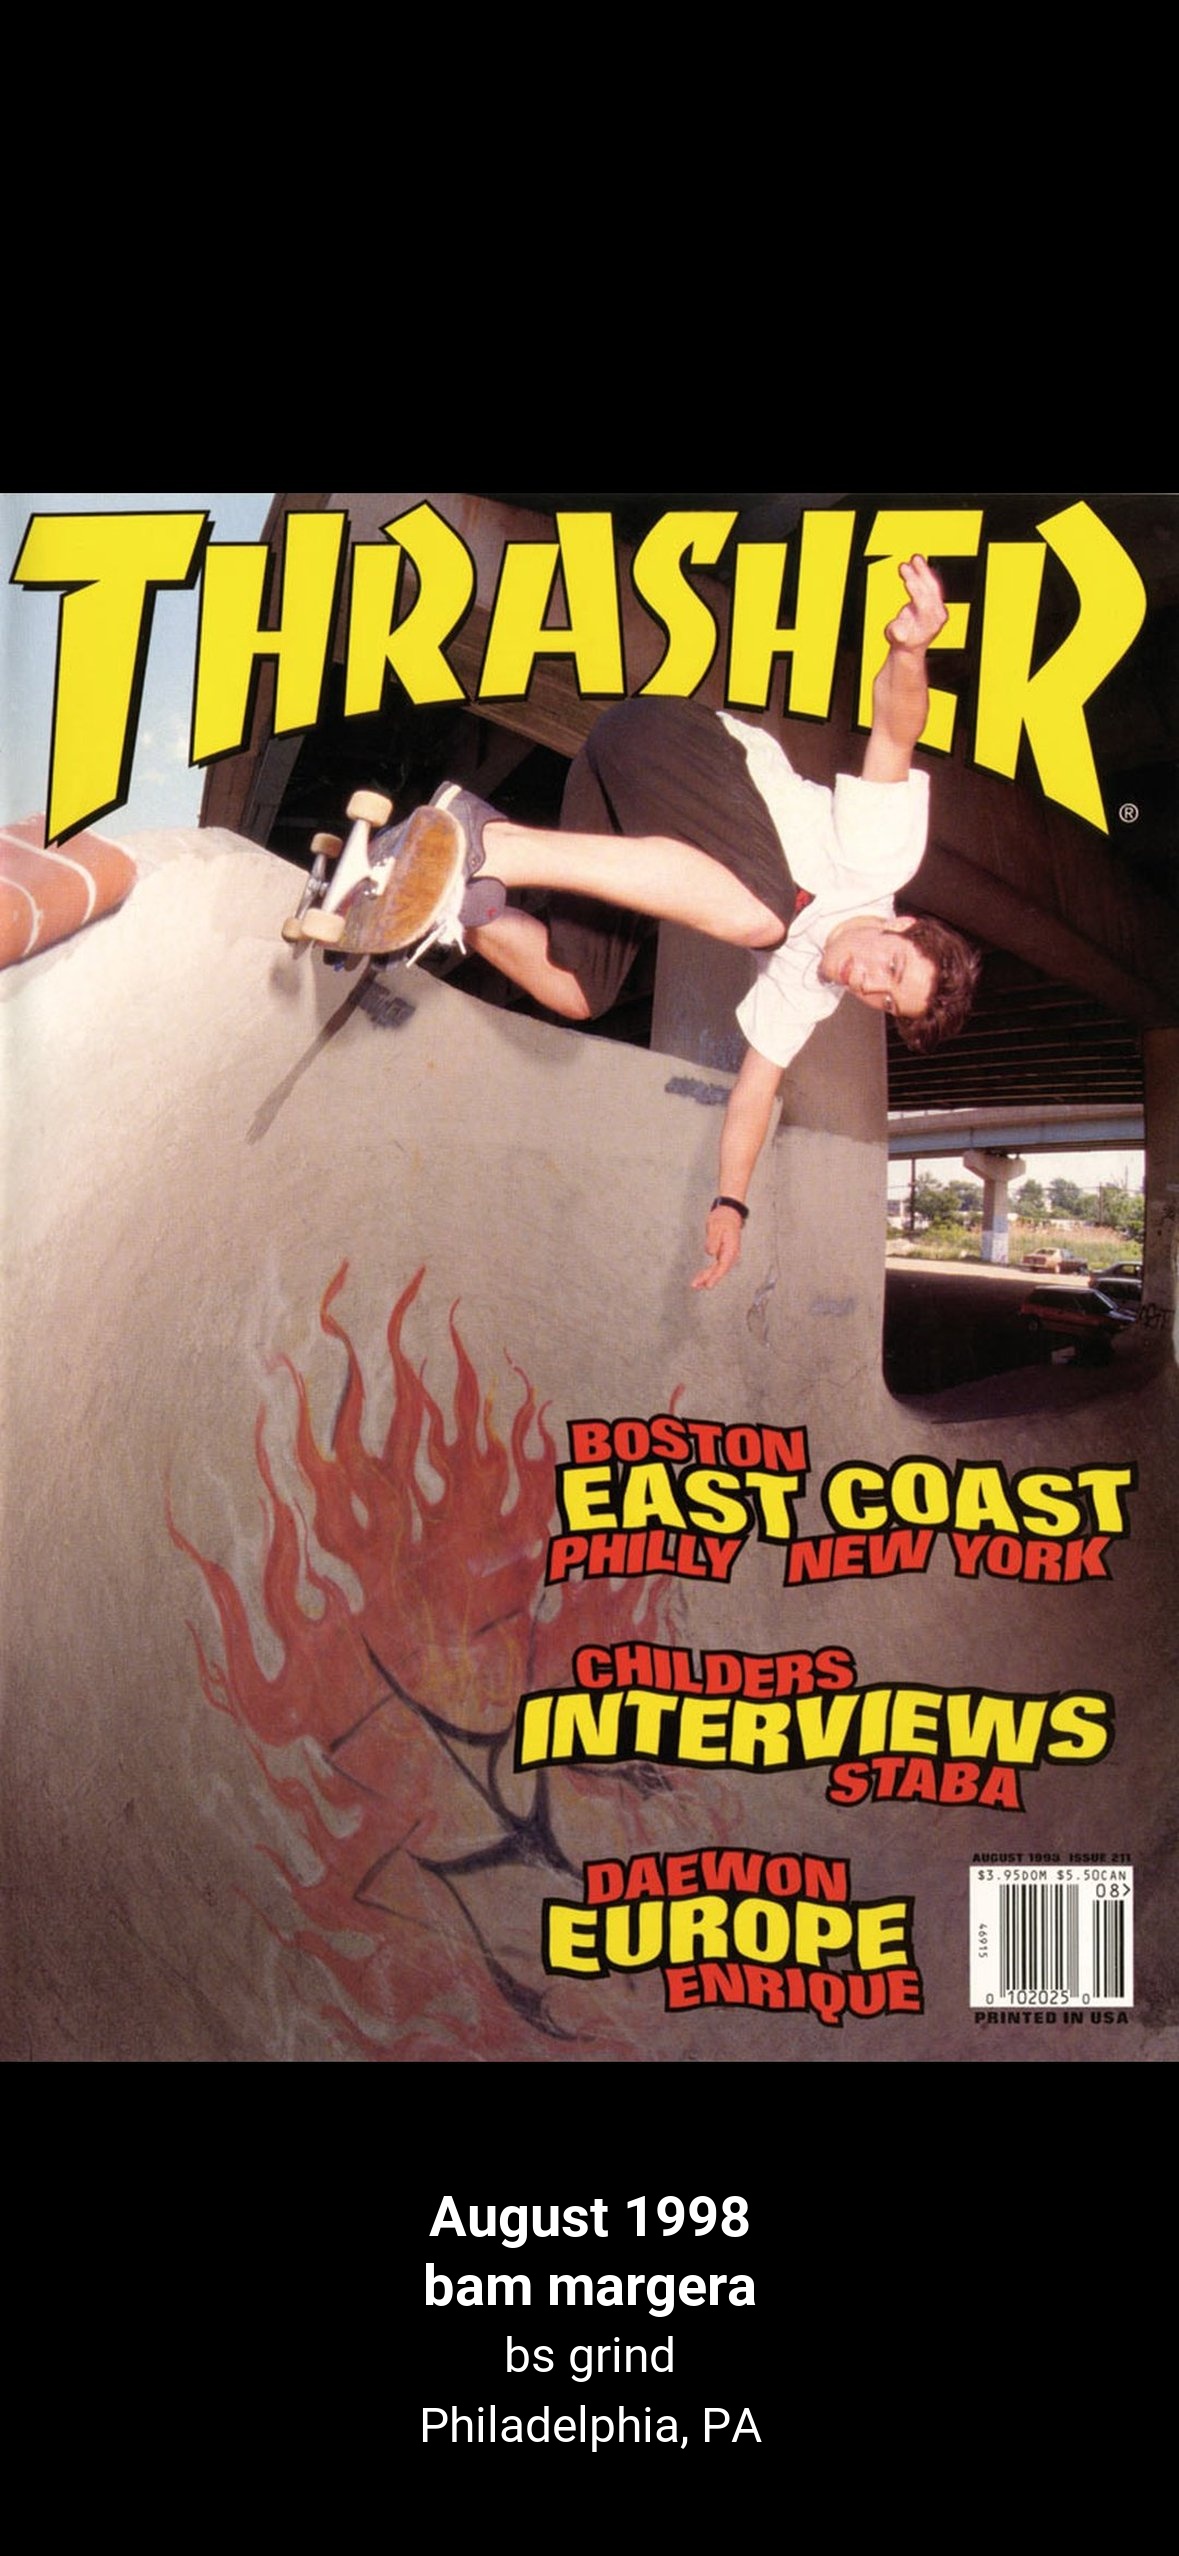 THRASHER
®
BOSTON
EAST COAST
PHILLY NEW YORK
CHILDERS
INTERVIEWS
STABA
DAEWON
EUROPE
ENRIQUE
AUGUST 1998 ISSUE 211
$3.95DOM $5.50CAN
08>
46915
0 102025 0
PRINTED IN USA
August 1998
bam margera
bs grind
Philadelphia, PA